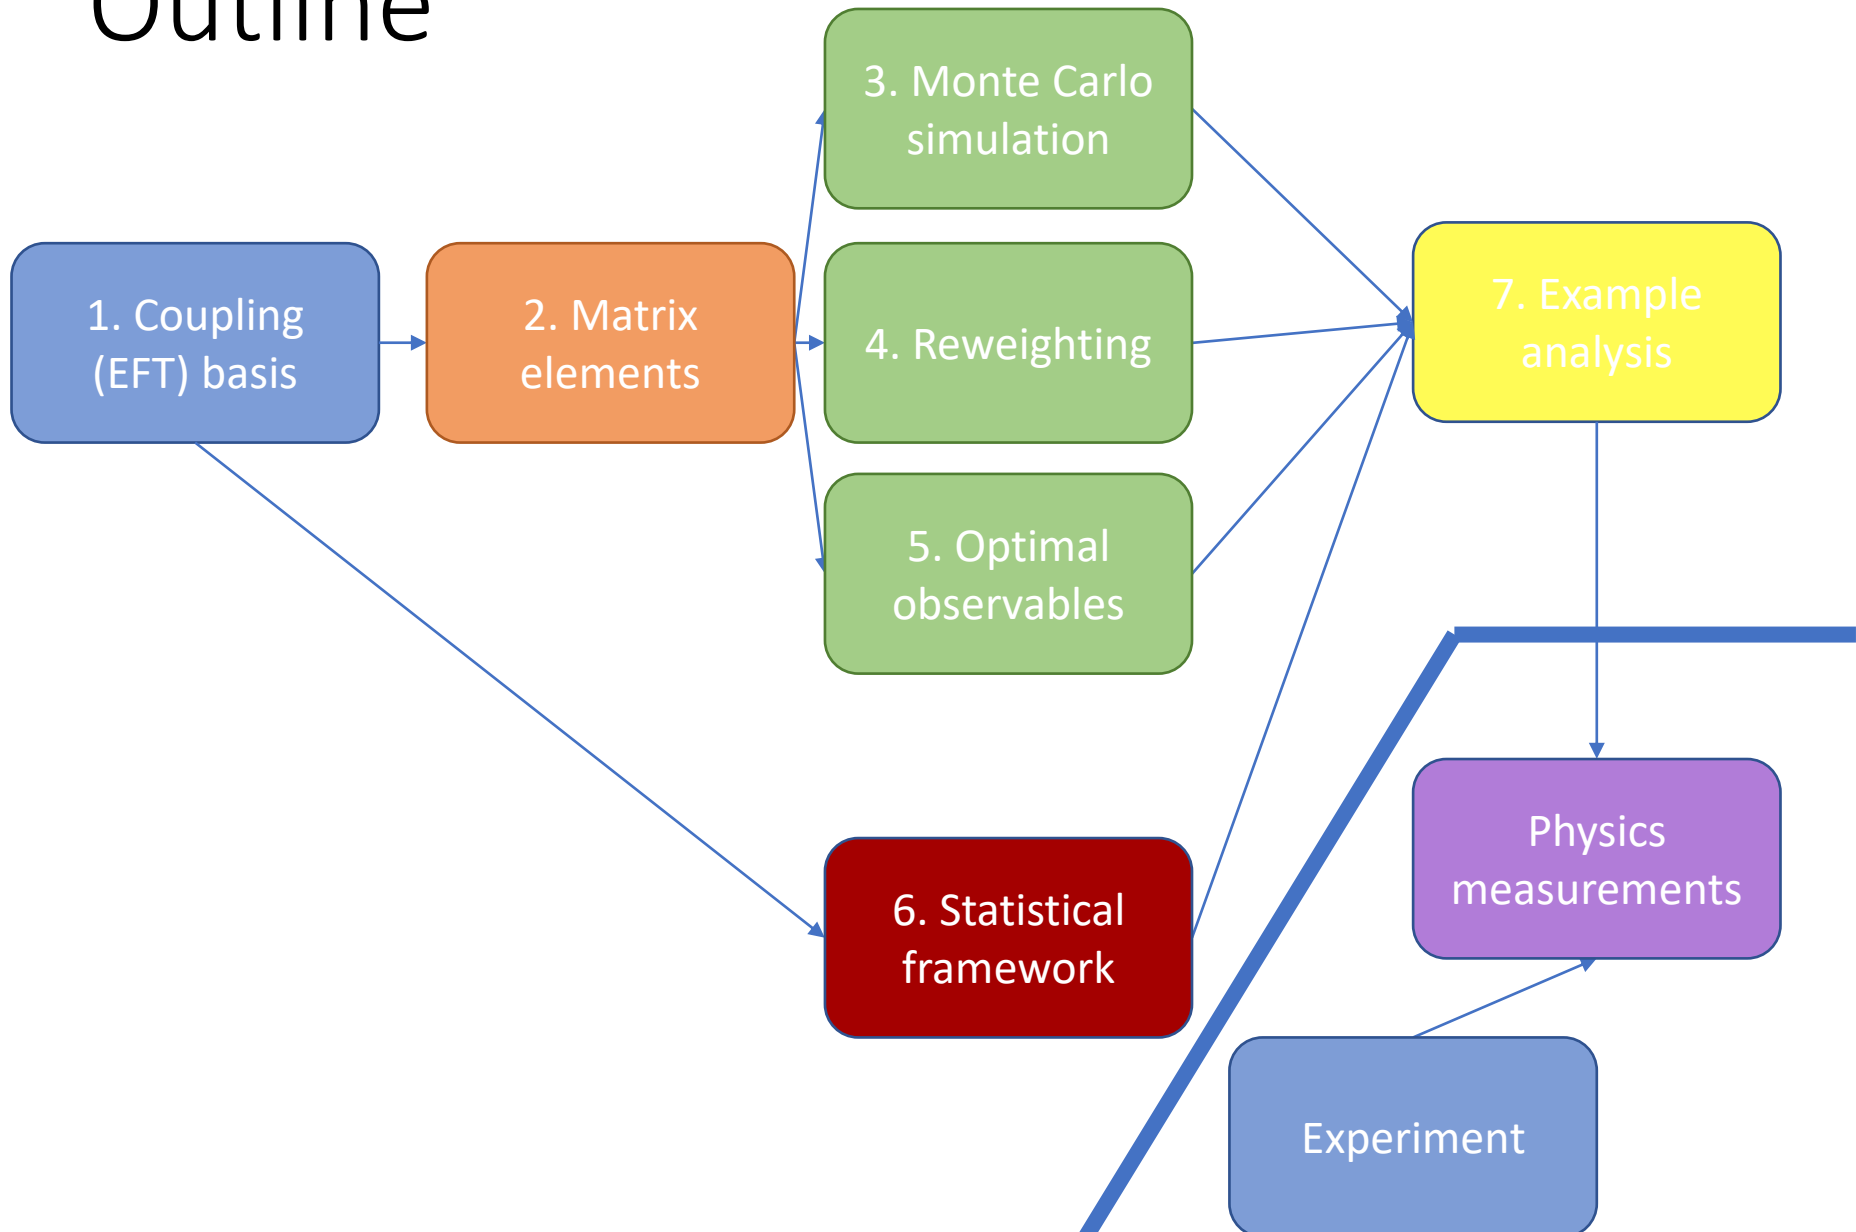 Outline
3. Monte Carlo
simulation
1. Coupling
(EFT) basis
2. Matrix
elements
4. Reweighting
7. Example
analysis
5. Optimal
observables
6. Statistical
framework
Physics
measurements
Experiment